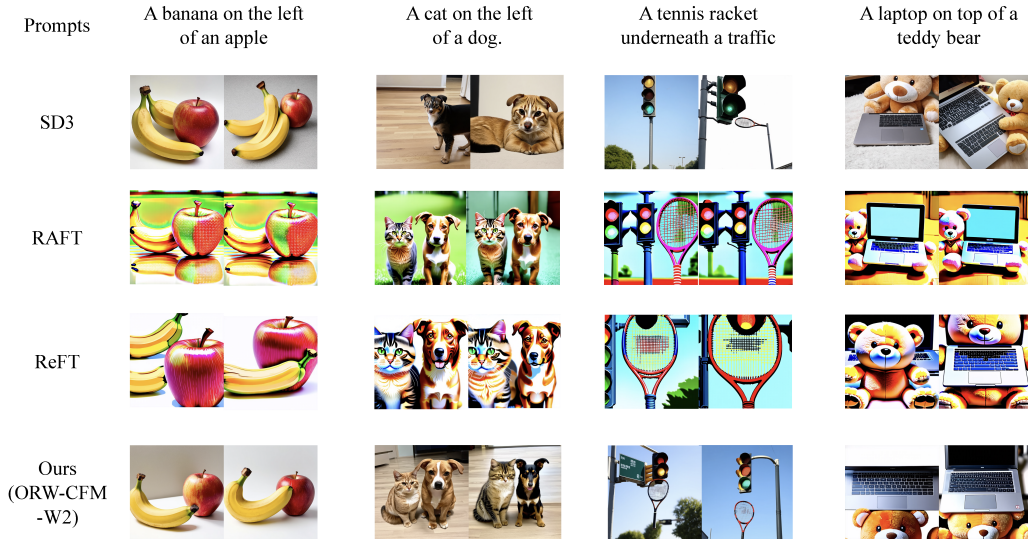 Prompts
A banana on the left
of an apple
A cat on the left
of a dog.
A tennis racket
underneath a traffic
A laptop on top of a
teddy bear
SD3
RAFT
ReFT
Ours
(ORW-CFM
-W2)